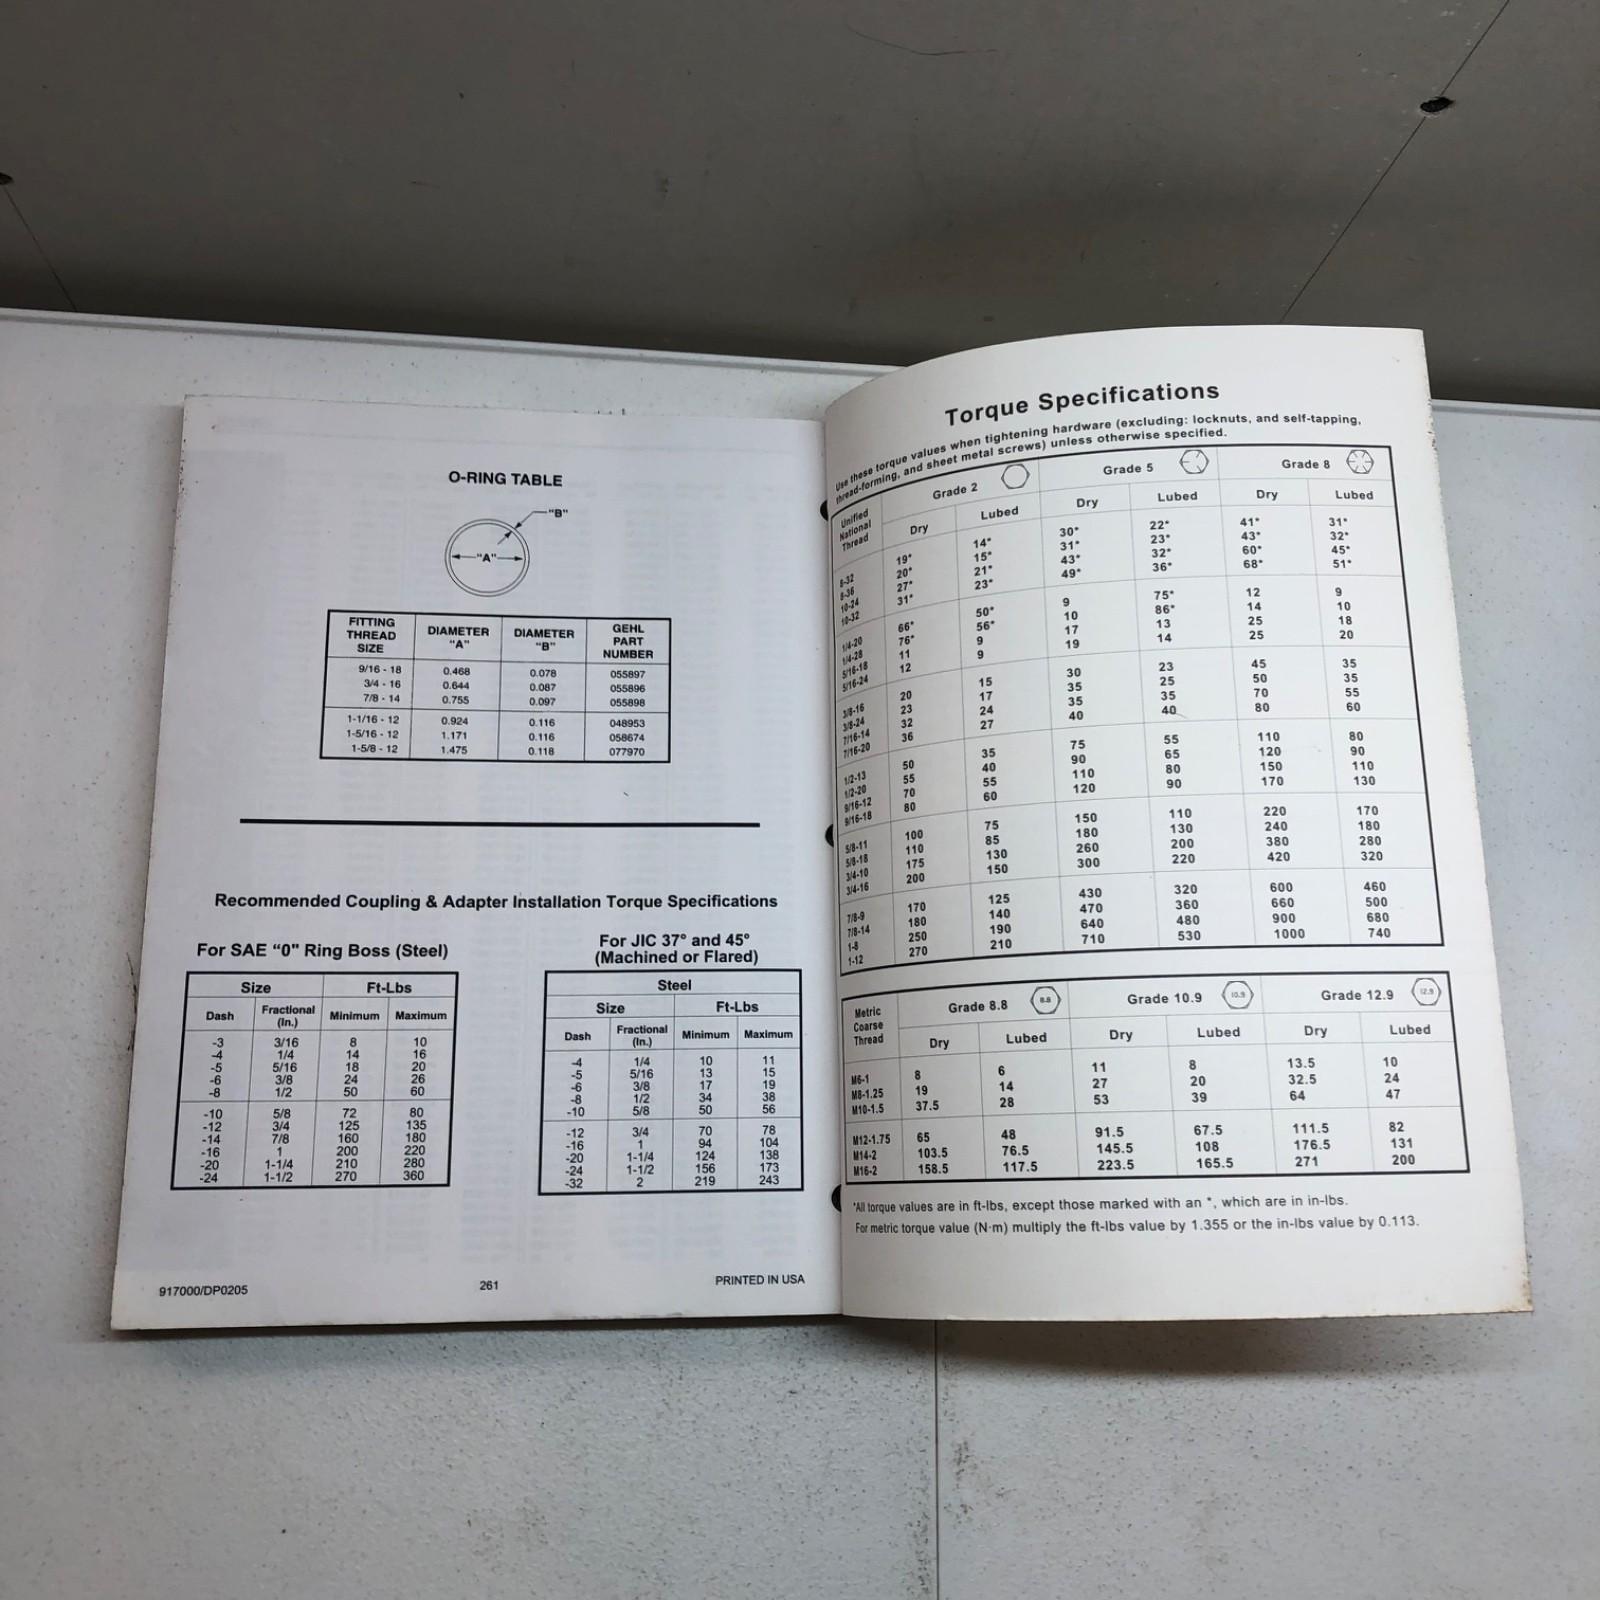 O-RING TABLE
"B"
"A"
FITTING THREAD SIZE DIAMETER "A" DIAMETER "B" GEHL PART NUMBER
9/16 - 18 0.468 0.078 055897
3/4 - 16 0.644 0.087 055896
7/8 - 14 0.755 0.097 055898
1-1/16 - 12 0.924 0.116 048953
1-5/16 - 12 1.171 0.116 058674
1-5/8 - 12 1.475 0.118 077970
Recommended Coupling & Adapter Installation Torque Specifications
For SAE "0" Ring Boss (Steel)
Size Ft-Lbs
Dash Fractional (In.) Minimum Maximum
-3 3/16 8 10
-4 1/4 14 16
-5 5/16 18 20
-6 3/8 24 26
-8 1/2 50 60
-10 5/8 72 80
-12 3/4 125 135
-14 7/8 160 180
-16 1 200 220
-20 1-1/4 210 280
-24 1-1/2 270 360
For JIC 37° and 45°
(Machined or Flared)
Steel
Size Ft-Lbs
Dash Fractional (In.) Minimum Maximum
-4 1/4 10 11
-5 5/16 13 15
-6 3/8 17 19
-8 1/2 34 38
-10 5/8 50 56
-12 3/4 70 78
-16 1 94 104
-20 1-1/4 124 138
-24 1-1/2 156 173
-32 2 219 243
917000/DP0205 261 PRINTED IN USA
Torque Specifications
Use these torque values when tightening hardware (excluding: locknuts, and self-tapping,
thread-forming, and sheet metal screws) unless otherwise specified.
Unified National Thread Grade 2 Grade 5 Grade 8
Dry Lubed Dry Lubed Dry Lubed
8-32 19* 14* 30* 22* 41* 31*
8-36 20* 15* 31* 23* 43* 32*
10-24 27* 21* 43* 32* 60* 45*
10-32 31* 23* 49* 36* 68* 51*
1/4-20 66* 50* 9 75* 12 9
1/4-28 76* 56* 10 86* 14 10
5/16-18 11 9 17 13 25 18
5/16-24 12 9 19 14 25 20
3/8-16 20 15 30 23 45 35
3/8-24 23 17 35 25 50 35
7/16-14 32 24 35 35 70 55
7/16-20 36 27 40 40 80 60
1/2-13 50 35 75 55 110 80
1/2-20 55 40 90 65 120 90
9/16-12 70 55 110 80 150 110
9/16-18 80 60 120 90 170 130
5/8-11 100 75 150 110 220 170
5/8-18 110 85 180 130 240 180
3/4-10 175 130 260 200 380 280
3/4-16 200 150 300 220 420 320
7/8-9 170 125 430 320 600 460
7/8-14 180 140 470 360 660 500
1-8 250 190 640 480 900 680
1-12 270 210 710 530 1000 740
Metric Coarse Thread Grade 8.8 8.8 Grade 10.9 10.9 Grade 12.9 12.9
Dry Lubed Dry Lubed Dry Lubed
M6-1 8 6 11 8 13.5 10
M8-1.25 19 14 27 20 32.5 24
M10-1.5 37.5 28 53 39 64 47
M12-1.75 65 48 91.5 67.5 111.5 82
M14-2 103.5 76.5 145.5 108 176.5 131
M16-2 158.5 117.5 223.5 165.5 271 200
*All torque values are in ft-lbs, except those marked with an *, which are in in-lbs.
For metric torque value (N·m) multiply the ft-lbs value by 1.355 or the in-lbs value by 0.113.